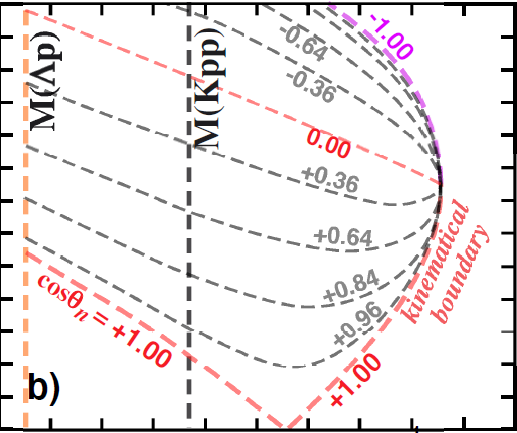 -1.00
-0.64
-0.36
M(Λp)
M(Kpp)
0.00
+0.36
+0.64
+0.84
+0.96
kinematical
boundary
cosθn = +1.00
+1.00
b)